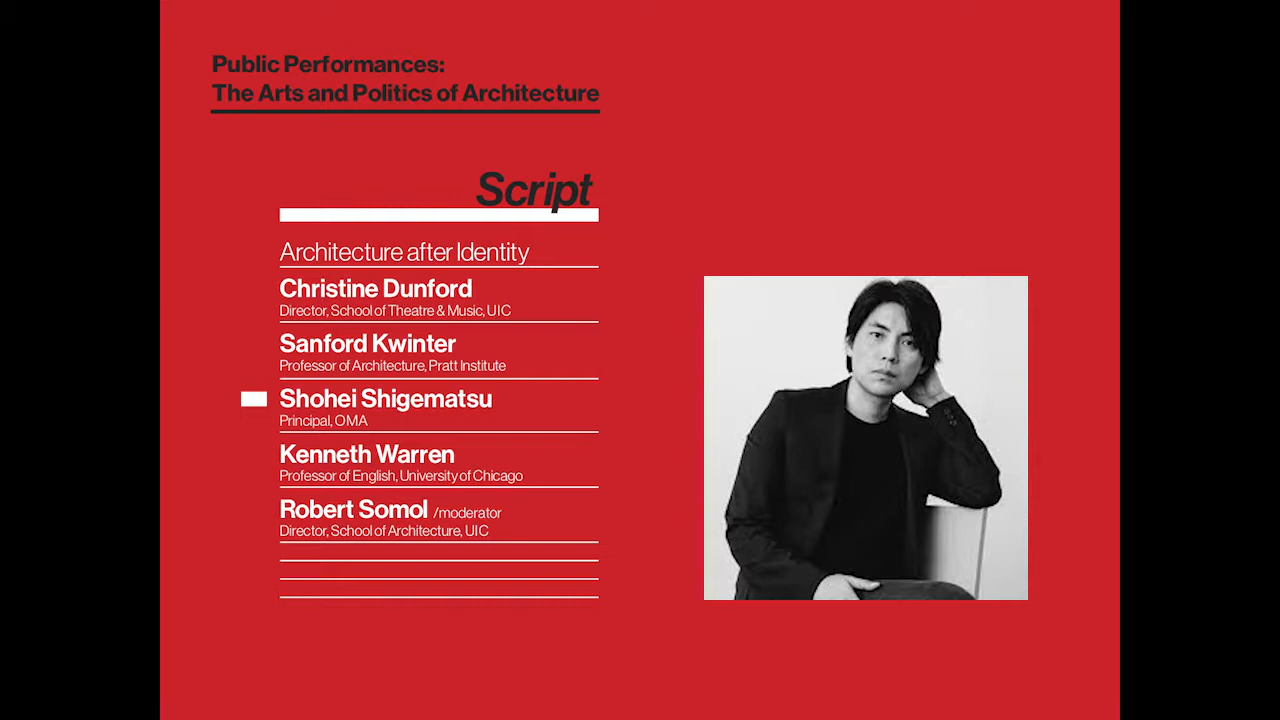 Public Performances:
The Arts and Politics of Architecture
Script
Architecture after Identity
Christine Dunford
Director, School of Theatre & Music, UIC
Sanford Kwinter
Professor of Architecture, Pratt Institute
Shohei Shigematsu
Principal, OMA
Kenneth Warren
Professor of English, University of Chicago
Robert Somol /moderator
Director, School of Architecture, UIC